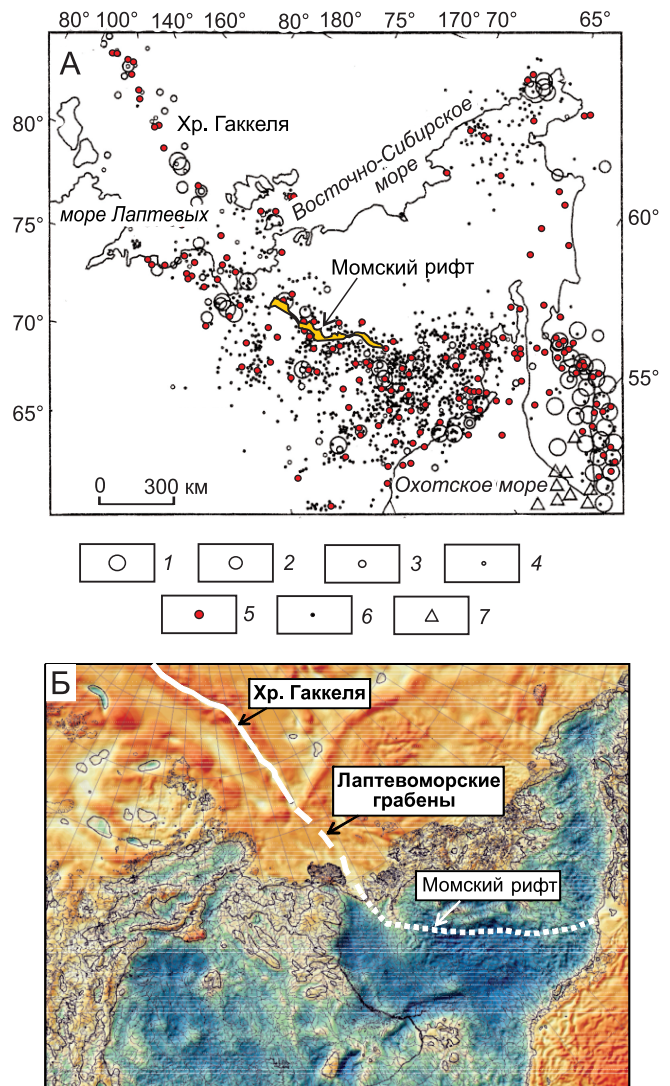 80° 100° 140° 160° 80° 180° 75° 170° 70° 65°
А
Хр. Гаккеля
80°
Восточно-Сибирское
море
море Лаптевых
75°
60°
Момский рифт
70°
55°
65°
0 300 км
Охотское море
1 2 3 4
5 6 7
Б
Хр. Гаккеля
Лаптевоморские
грабены
Момский рифт